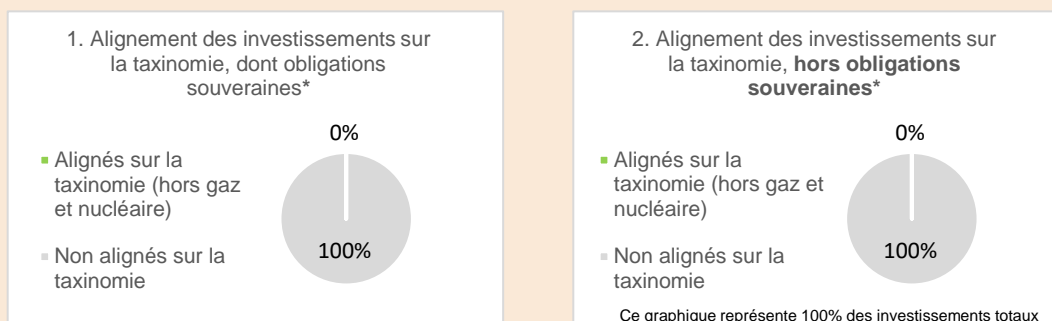 1. Alignement des investissements sur
la taxinomie, dont obligations
souveraines*
0%
Alignés sur la
taxinomie (hors gaz
et nucléaire)
100%
Non alignés sur la
taxinomie
2. Alignement des investissements sur
la taxinomie, hors obligations
souveraines*
0%
Alignés sur la
taxinomie (hors gaz et
nucléaire)
100%
Non alignés sur la
taxinomie
Ce graphique représente 100% des investissements totaux